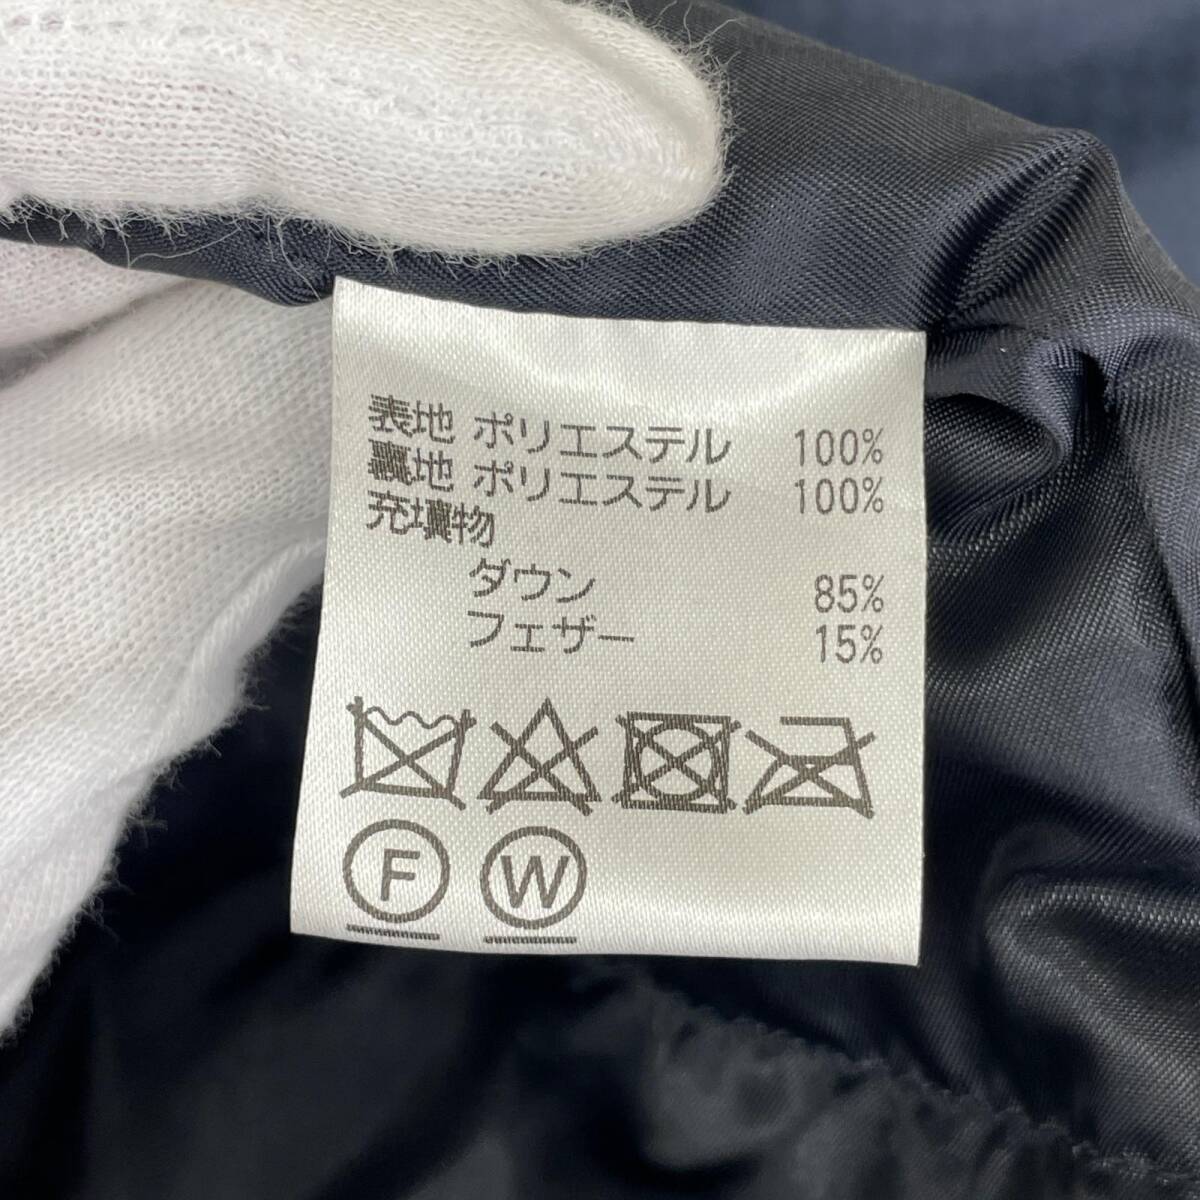 表地 ポリエステル 100%
裏地 ポリエステル 100%
充填物
ダウン 85%
フェザー 15%
F W